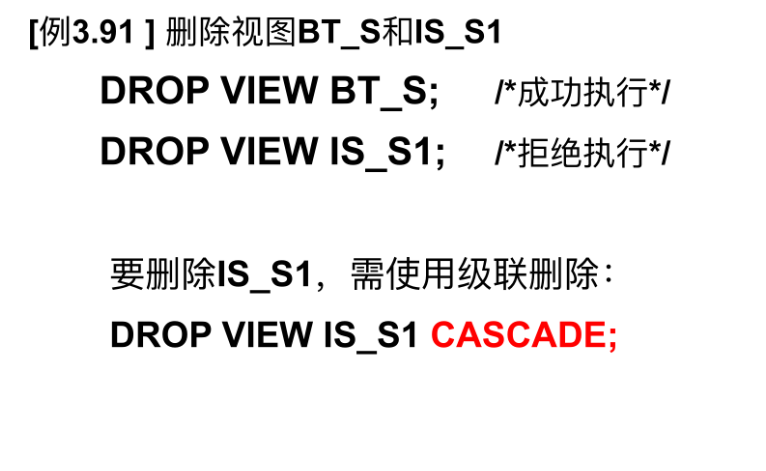 [例3.91 ] 删除视图BT_S和IS_S1
DROP VIEW BT_S; /*成功执行*/
DROP VIEW IS_S1; /*拒绝执行*/
要删除IS_S1，需使用级联删除：
DROP VIEW IS_S1 CASCADE;